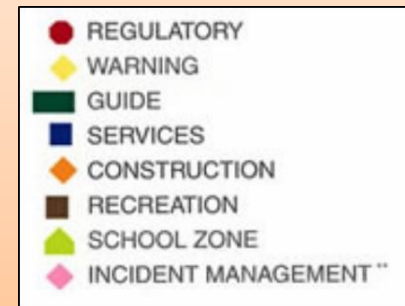 REGULATORY
WARNING
GUIDE
SERVICES
CONSTRUCTION
RECREATION
SCHOOL ZONE
INCIDENT MANAGEMENT **